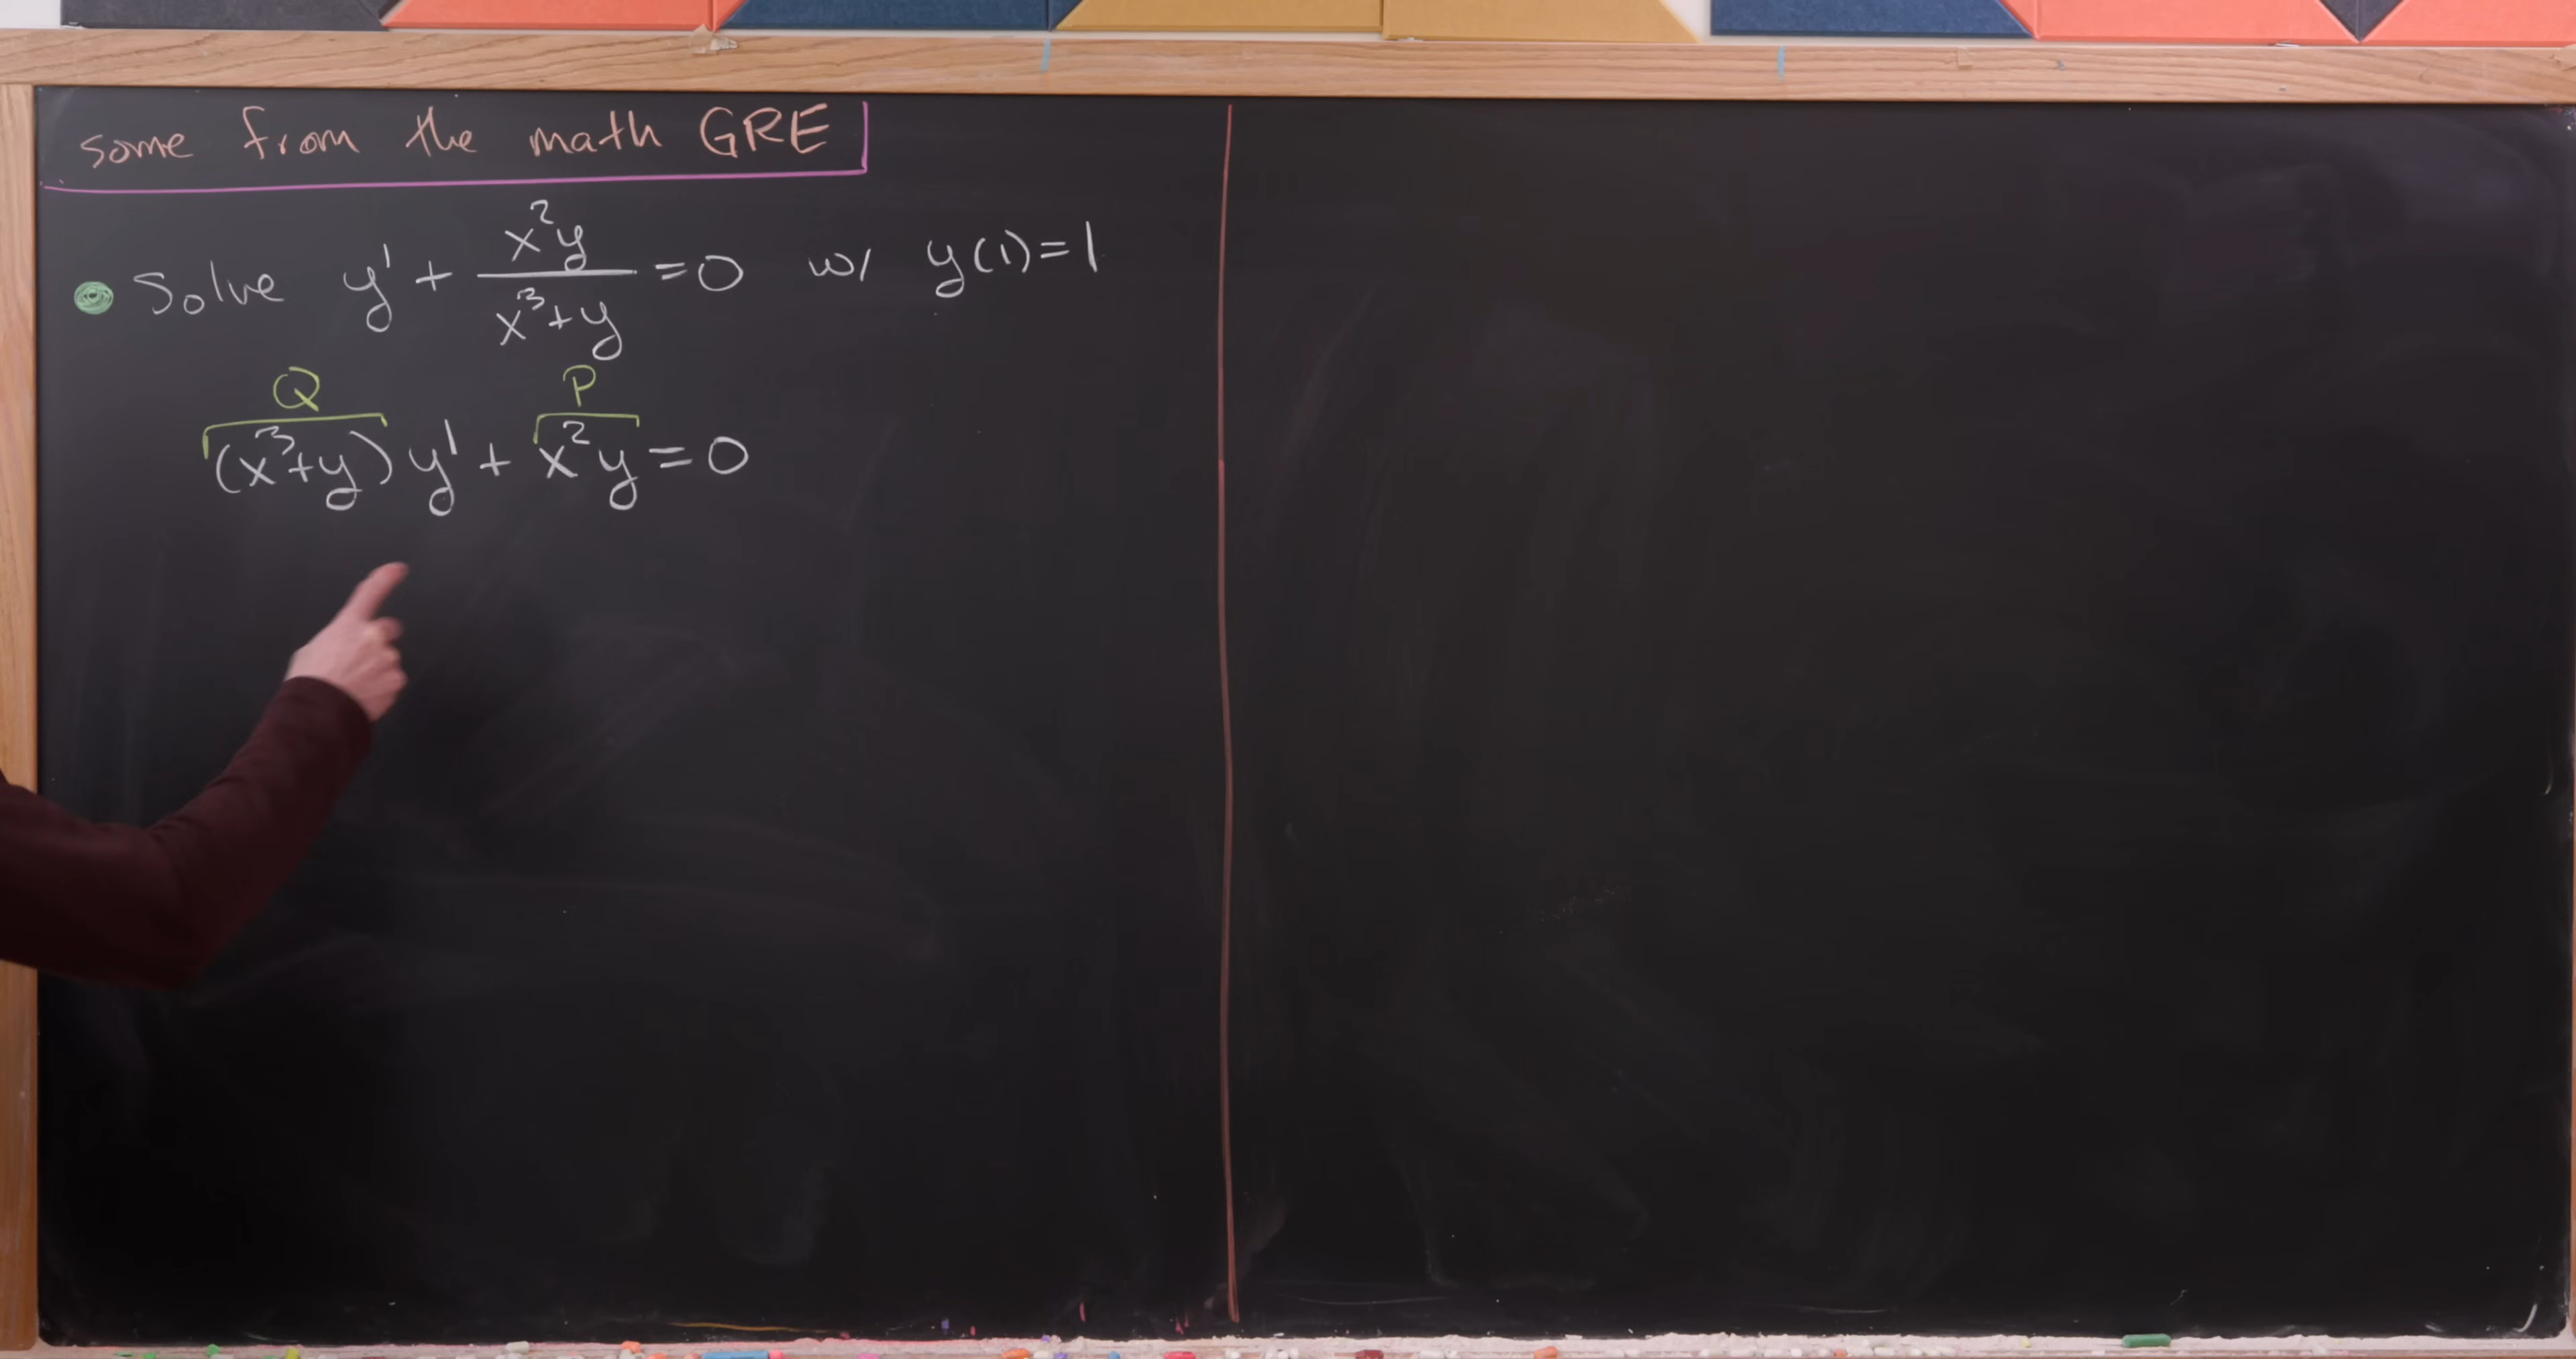 some from the math GRE
Solve y' + x²y/(x³+y) = 0 w/ y(1)=1
Q P
(x³+y) y' + x²y = 0